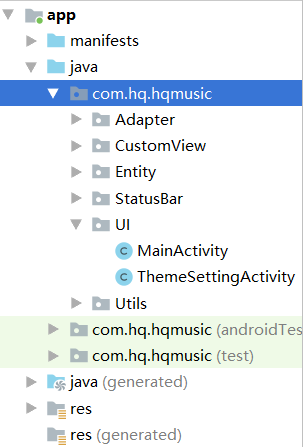 app
manifests
java
com.hq.hqmusic
Adapter
CustomView
Entity
StatusBar
UI
MainActivity
ThemeSettingActivity
Utils
com.hq.hqmusic (androidTes
com.hq.hqmusic (test)
java (generated)
res
res (generated)